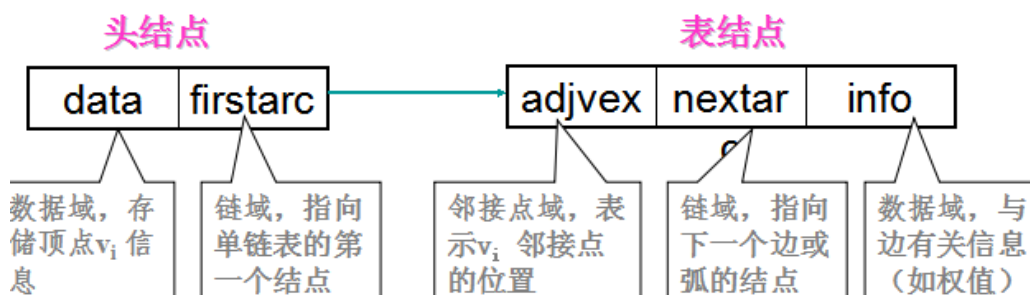 头结点
表结点
data firstarc
adjvex nextar info
c
数据域，存
储顶点vi 信
息
链域，指向
单链表的第
一个结点
邻接点域，表
示vi 邻接点
的位置
链域，指向
下一个边或
弧的结点
数据域，与
边有关信息
（如权值）